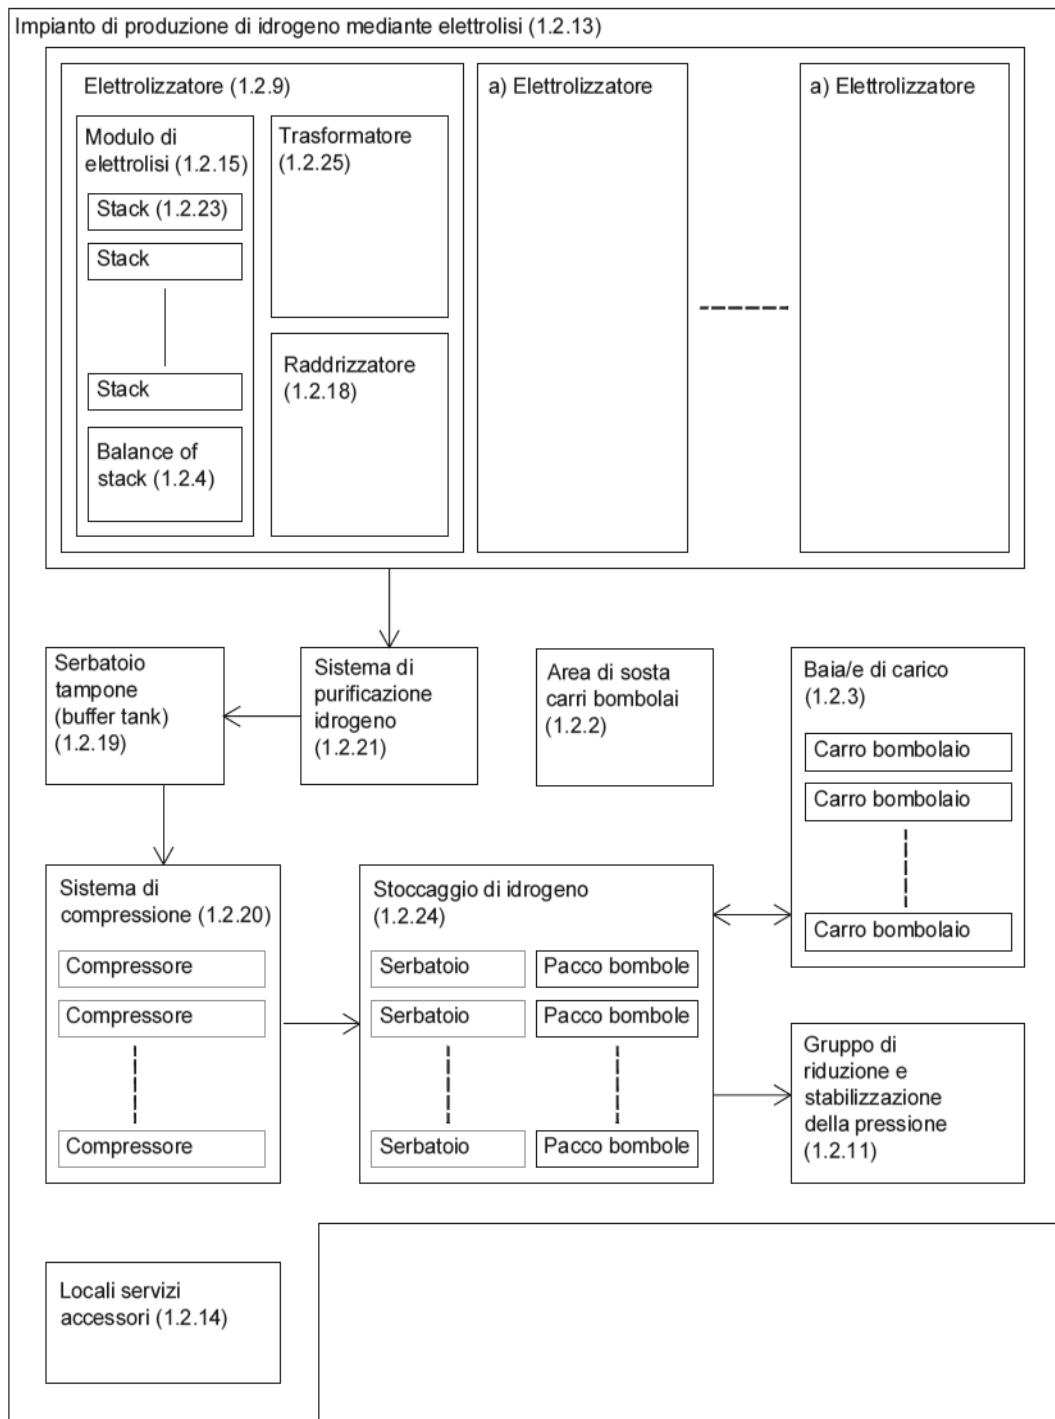 Impianto di produzione di idrogeno mediante elettrolisi (1.2.13)
Elettrolizzatore (1.2.9)
Modulo di
elettrolisi (1.2.15)
Stack (1.2.23)
Stack
Stack
Balance of
stack (1.2.4)
Trasformatore
(1.2.25)
Raddrizzatore
(1.2.18)
a) Elettrolizzatore
a) Elettrolizzatore
Serbatoio
tampone
(buffer tank)
(1.2.19)
Sistema di
purificazione
idrogeno
(1.2.21)
Area di sosta
carri bombolai
(1.2.2)
Baia/e di carico
(1.2.3)
Carro bombolaio
Carro bombolaio
Carro bombolaio
Sistema di
compressione (1.2.20)
Compressore
Compressore
Compressore
Stoccaggio di idrogeno
(1.2.24)
Serbatoio
Pacco bombole
Serbatoio
Pacco bombole
Serbatoio
Pacco bombole
Gruppo di
riduzione e
stabilizzazione
della pressione
(1.2.11)
Locali servizi
accessori (1.2.14)